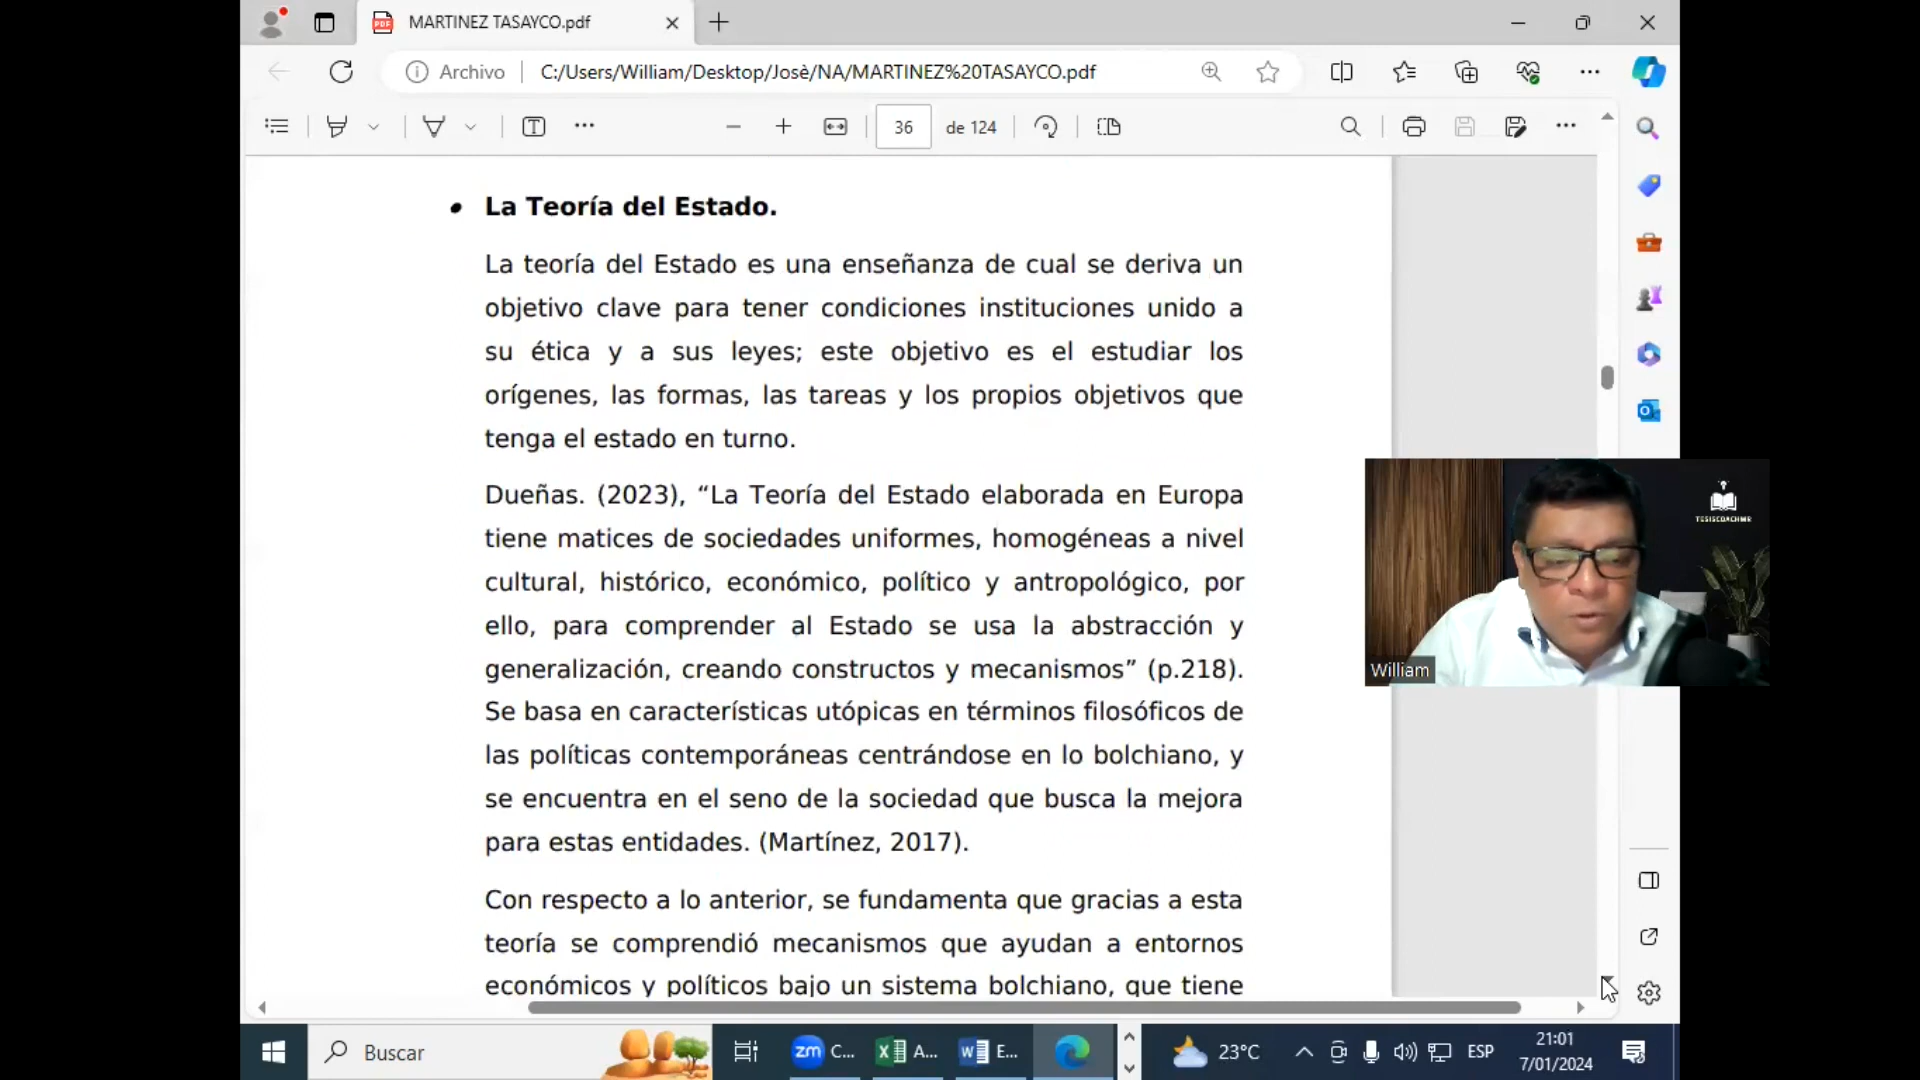 MARTINEZ TASAYCO.pdf
Archivo
C:/Users/William/Desktop/Josè/NA/MARTINEZ%20TASAYCO.pdf
36 de 124
• La Teoría del Estado.
La teoría del Estado es una enseñanza de cual se deriva un
objetivo clave para tener condiciones instituciones unido a
su ética y a sus leyes; este objetivo es el estudiar los
orígenes, las formas, las tareas y los propios objetivos que
tenga el estado en turno.
Dueñas. (2023), “La Teoría del Estado elaborada en Europa
tiene matices de sociedades uniformes, homogéneas a nivel
cultural, histórico, económico, político y antropológico, por
ello, para comprender al Estado se usa la abstracción y
generalización, creando constructos y mecanismos” (p.218).
Se basa en características utópicas en términos filosóficos de
las políticas contemporáneas centrándose en lo bolchiano, y
se encuentra en el seno de la sociedad que busca la mejora
para estas entidades. (Martínez, 2017).
Con respecto a lo anterior, se fundamenta que gracias a esta
teoría se comprendió mecanismos que ayudan a entornos
económicos y políticos bajo un sistema bolchiano, que tiene
TESISCOACHMR
William
Buscar
zm C...
A...
E...
23°C
ESP
21:01
7/01/2024